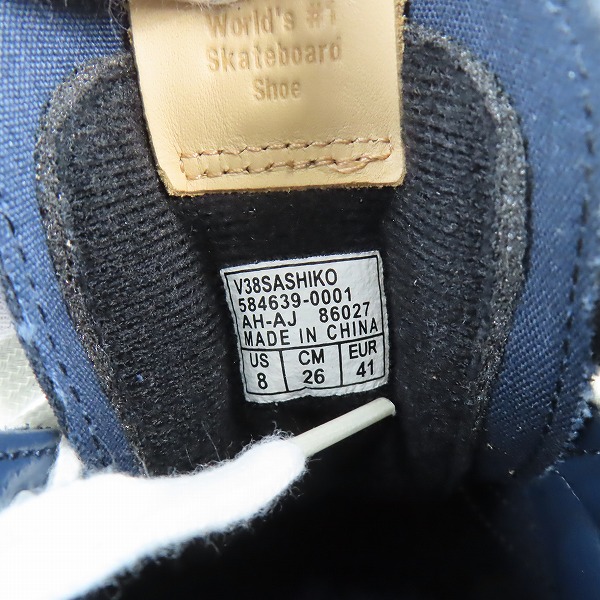 World's #1
Skateboard
Shoe
V38SASHIKO
584639-0001
AH-AJ 86027
MADE IN CHINA
US CM EUR
8 26 41